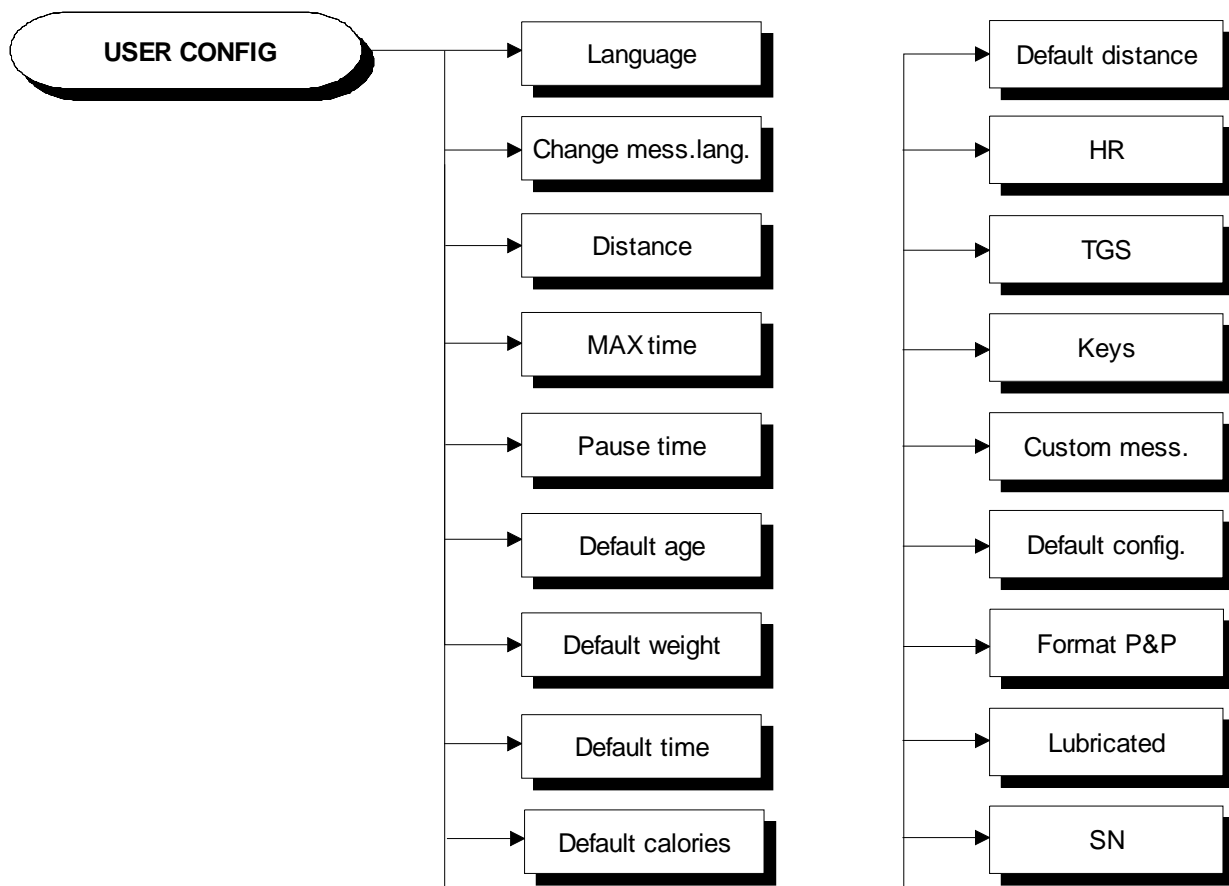 USER CONFIG
Language
Change mess.lang.
Distance
MAX time
Pause time
Default age
Default weight
Default time
Default calories
Default distance
HR
TGS
Keys
Custom mess.
Default config.
Format P&P
Lubricated
SN